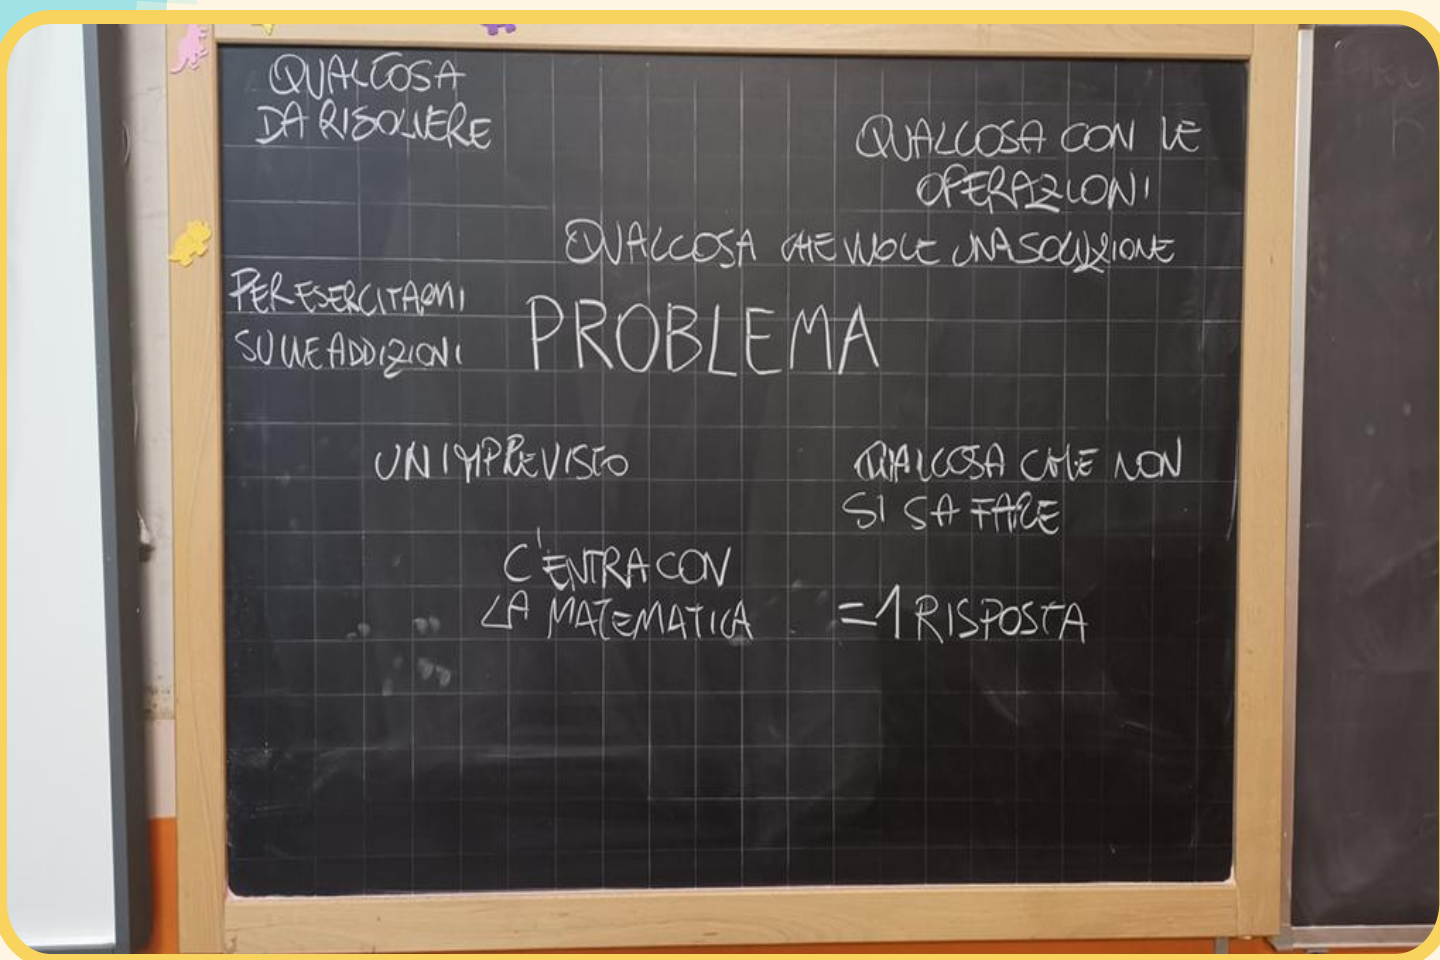 QUALCOSA
DA RISOLVERE
QUALCOSA CON LE
OPERAZIONI
QUALCOSA CHE VUOLE UNA SOLUZIONE
PER ESERCITARMI
SULLE ADDIZIONI
PROBLEMA
UN IMPREVISTO
QUALCOSA CHE NON
SI SA FARE
C'ENTRA CON
LA MATEMATICA
=1 RISPOSTA